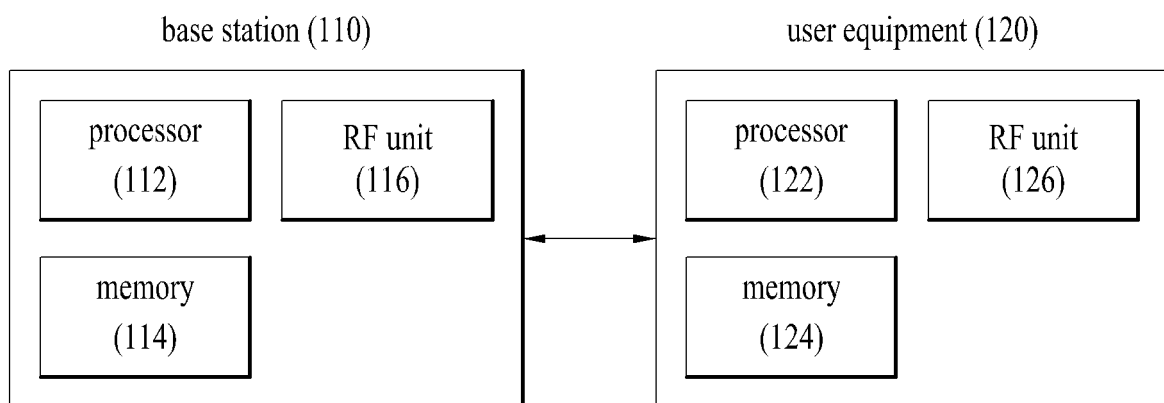 base station (110)
processor
(112)
RF unit
(116)
memory
(114)
user equipment (120)
processor
(122)
RF unit
(126)
memory
(124)